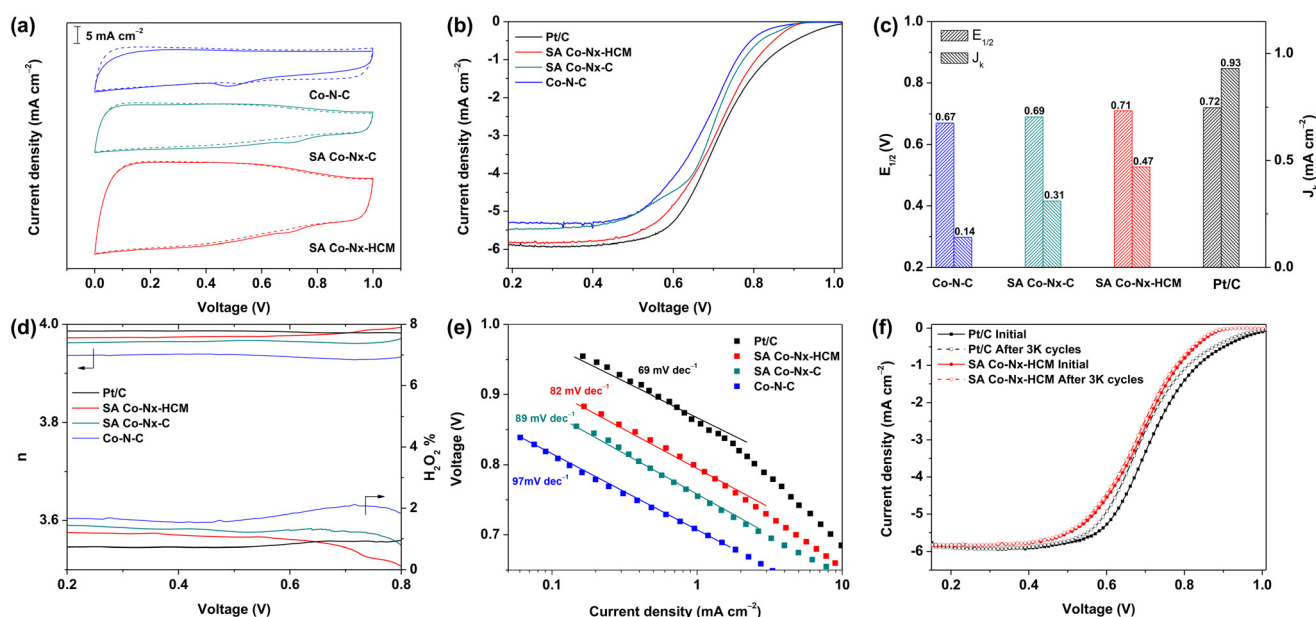 (a)
5 mA cm−2
Co-N-C
SA Co-Nx-C
SA Co-Nx-HCM
Current density (mA cm−2)
0.0 0.2 0.4 0.6 0.8 1.0
Voltage (V)
(b)
Pt/C
SA Co-Nx-HCM
SA Co-Nx-C
Co-N-C
0
-1
-2
-3
-4
-5
-6
Current density (mA cm−2)
0.2 0.4 0.6 0.8 1.0
Voltage (V)
(c)
E1/2
Jk
1.0
0.8
0.6
0.4
0.2
E1/2 (V)
0.67 0.14 0.69 0.31 0.71 0.47 0.72 0.93
1.0
0.5
0.0
Jk (mA cm−2)
Co-N-C SA Co-Nx-C SA Co-Nx-HCM Pt/C
(d)
4.0
3.8
3.6
n
Pt/C
SA Co-Nx-HCM
SA Co-Nx-C
Co-N-C
8
7
6
5
4
3
2
1
0
H2O2%
0.2 0.4 0.6 0.8
Voltage (V)
(e)
Pt/C
SA Co-Nx-HCM
SA Co-Nx-C
Co-N-C
69 mV dec−1
82 mV dec−1
89 mV dec−1
97mV dec−1
1.0
0.9
0.8
0.7
Voltage (V)
0.1 1 10
Current density (mA cm−2)
(f)
Pt/C Initial
Pt/C After 3K cycles
SA Co-Nx-HCM Initial
SA Co-Nx-HCM After 3K cycles
0
-1
-2
-3
-4
-5
-6
Current density (mA cm−2)
0.2 0.4 0.6 0.8 1.0
Voltage (V)